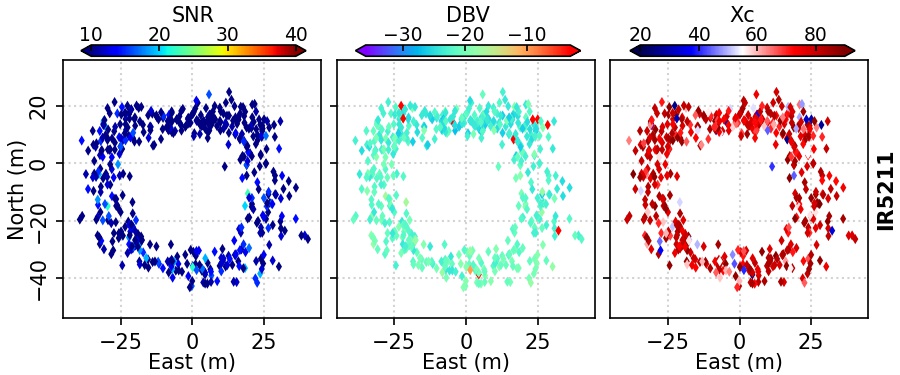 SNR DBV Xc
10 20 30 40 −30 −20 −10 20 40 60 80
20
0
−20
−40
North (m)
IR5211
−25 0 25 −25 0 25 −25 0 25
East (m) East (m) East (m)